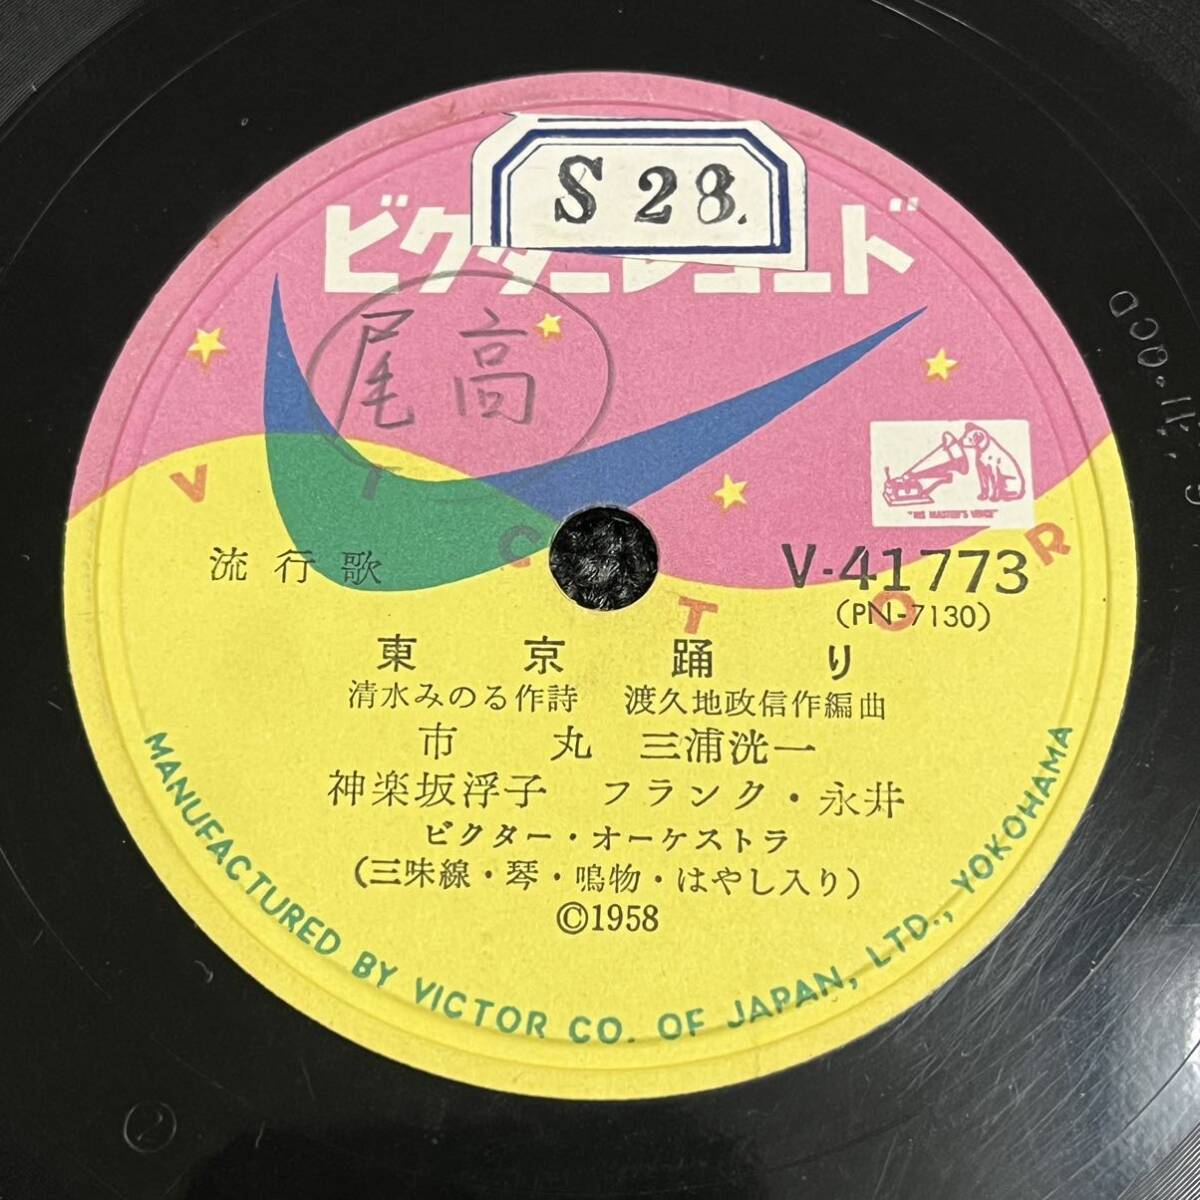 S 28.
ビクターレコード
尾高
VICTOR
"HIS MASTER'S VOICE"
流行歌
V-41773
(PN-7130)
東京踊り
清水みのる作詩 渡久地政信作編曲
市丸 三浦洸一
神楽坂浮子 フランク・永井
ビクター・オーケストラ
(三味線・琴・鳴物・はやし入り)
©1958
MANUFACTURED BY VICTOR CO. OF JAPAN, LTD., YOKOHAMA
②